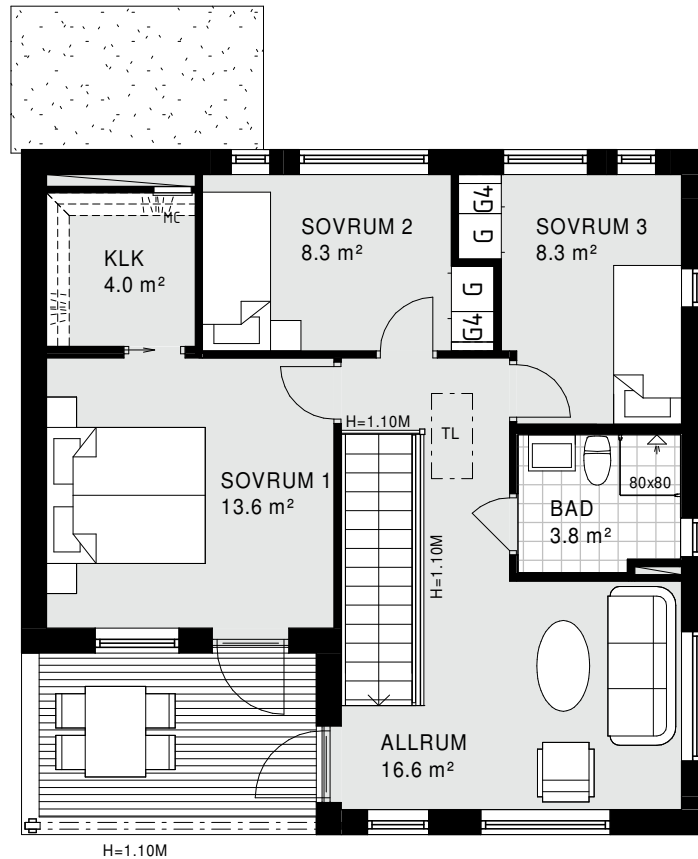 SOVRUM 2
8.3 m²
G4
G
SOVRUM 3
8.3 m²
MC
KLK
4.0 m²
G
G4
H=1.10M
TL
SOVRUM 1
13.6 m²
80x80
BAD
3.8 m²
H=1.10M
ALLRUM
16.6 m²
H=1.10M